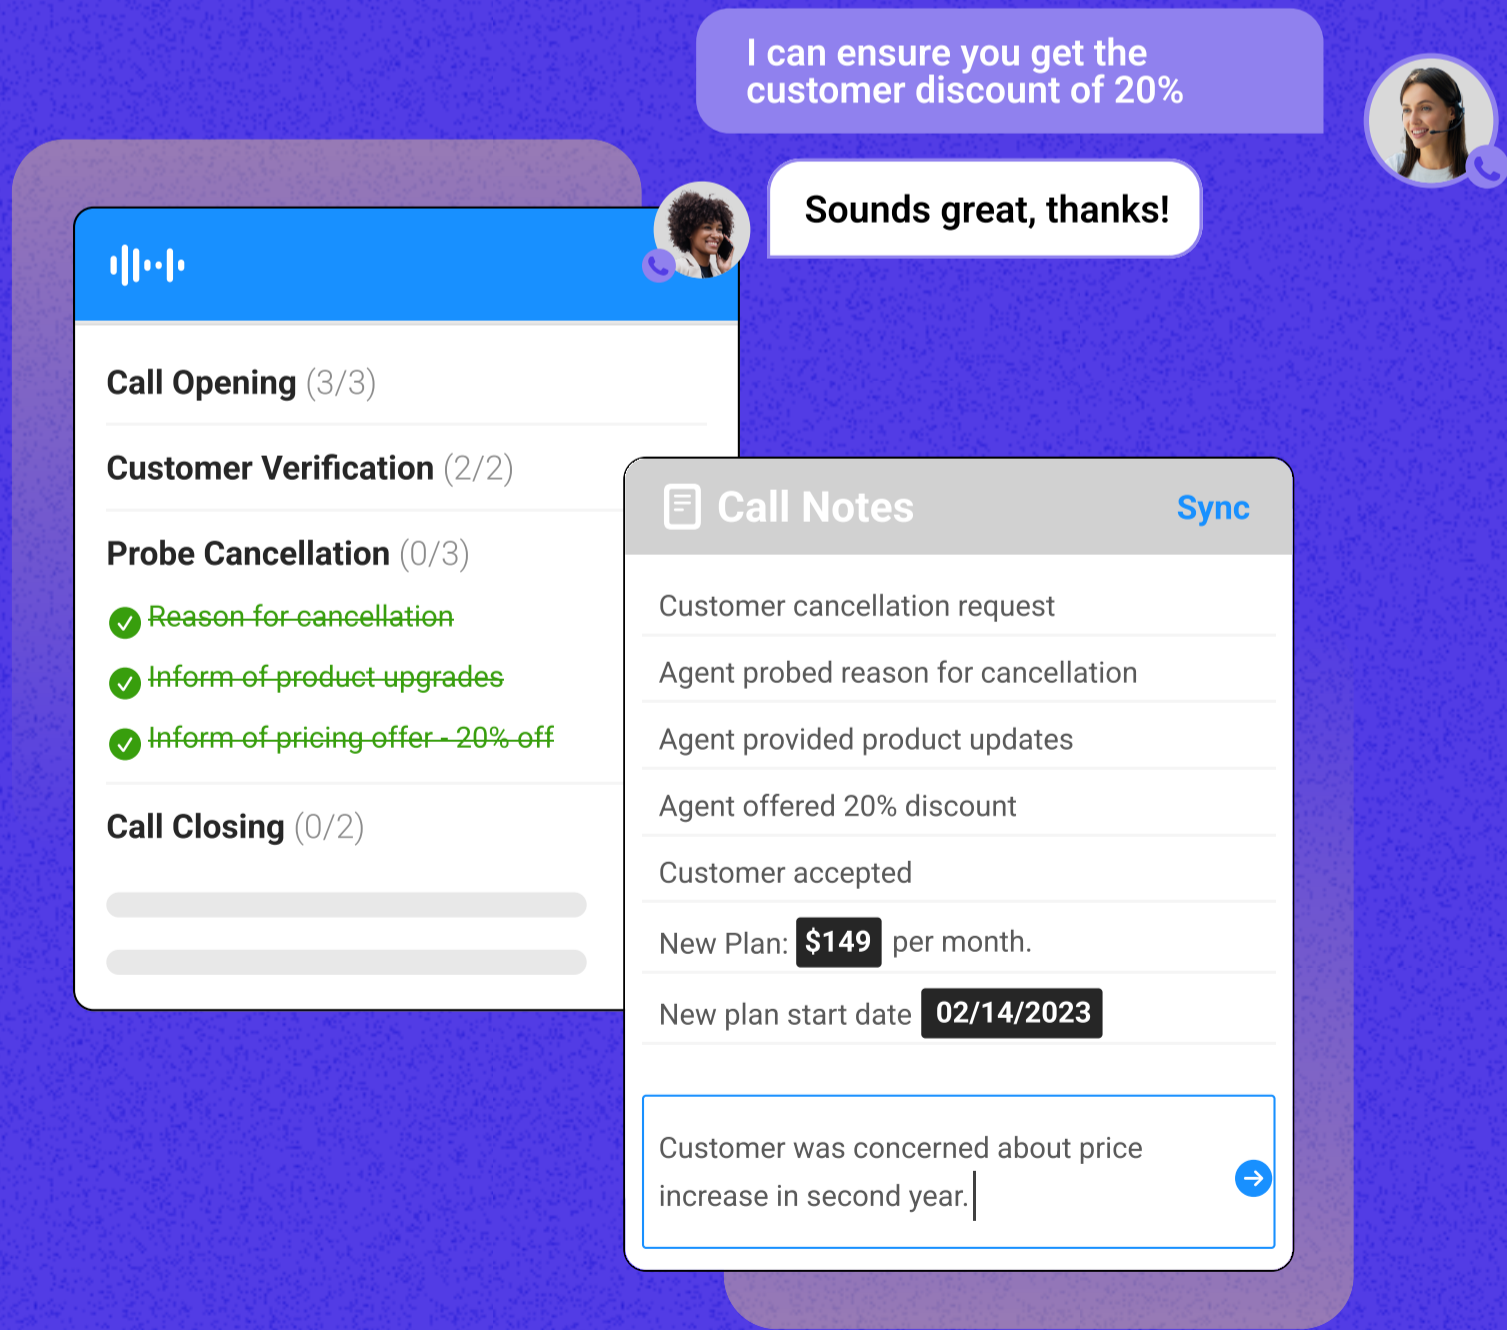 I can ensure you get the
customer discount of 20%
Sounds great, thanks!
Call Opening (3/3)
Customer Verification (2/2)
Probe Cancellation (0/3)
Reason for cancellation
Inform of product upgrades
Inform of pricing offer - 20% off
Call Closing (0/2)
Call Notes
Sync
Customer cancellation request
Agent probed reason for cancellation
Agent provided product updates
Agent offered 20% discount
Customer accepted
New Plan: $149 per month.
New plan start date 02/14/2023
Customer was concerned about price
increase in second year.